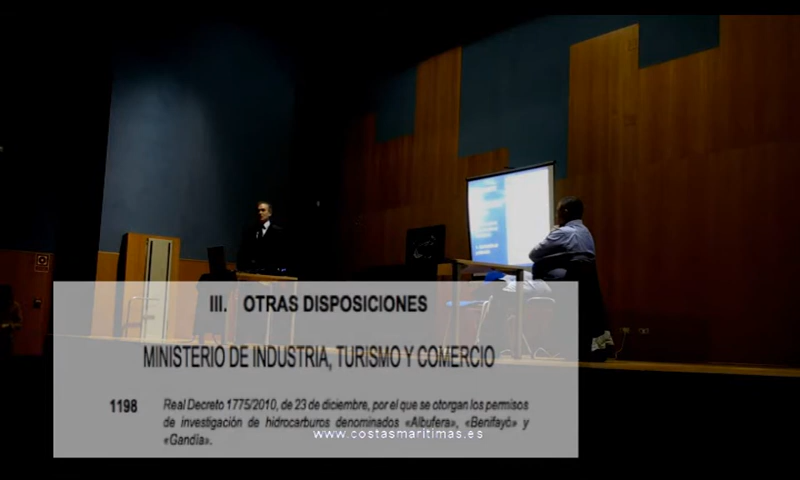 III. OTRAS DISPOSICIONES
MINISTERIO DE INDUSTRIA, TURISMO Y COMERCIO
1198 Real Decreto 1775/2010, de 23 de diciembre, por el que se otorgan los permisos
de investigación de hidrocarburos denominados «Albufera», «Benifayó» y
«Gandía».
www.costasmaritimas.es